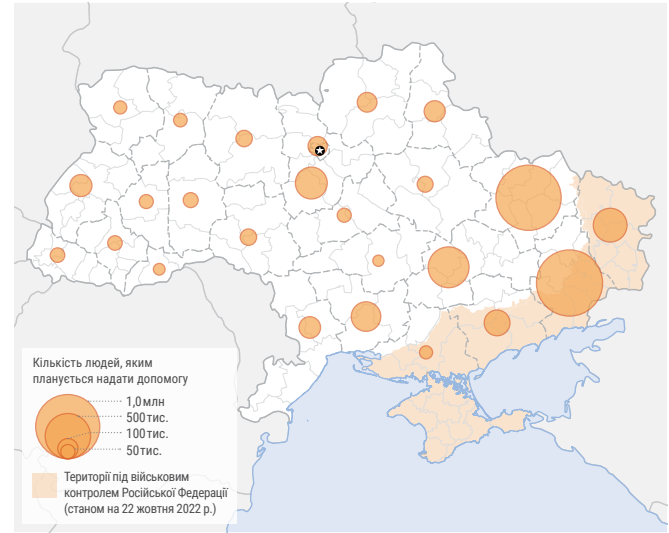 Кількість людей, яким
планується надати допомогу
1,0 млн
500 тис.
100 тис.
50 тис.
Території під військовим
контролем Російської Федерації
(станом на 22 жовтня 2022 р.)